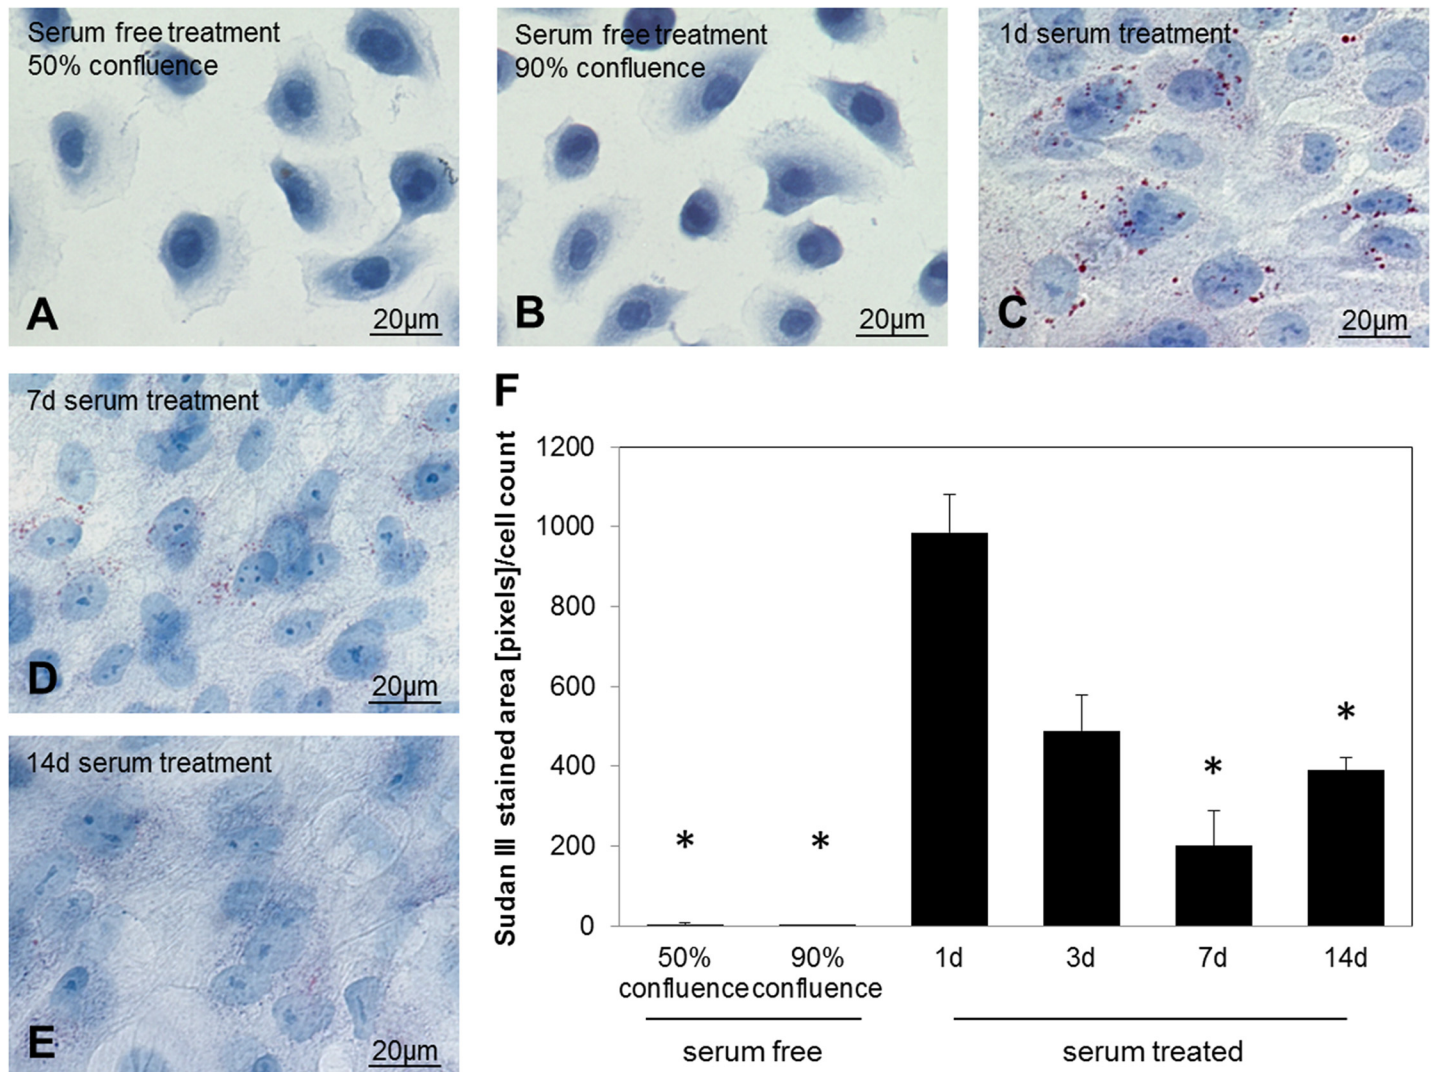 Serum free treatment
50% confluence
A
20µm
Serum free treatment
90% confluence
B
20µm
1d serum treatment
C
20µm
7d serum treatment
D
20µm
14d serum treatment
E
20µm
F
Sudan III stained area [pixels]/cell count
1200
1000
800
600
400
200
0
*
*
*
*
50% confluence
90% confluence
1d
3d
7d
14d
serum free
serum treated